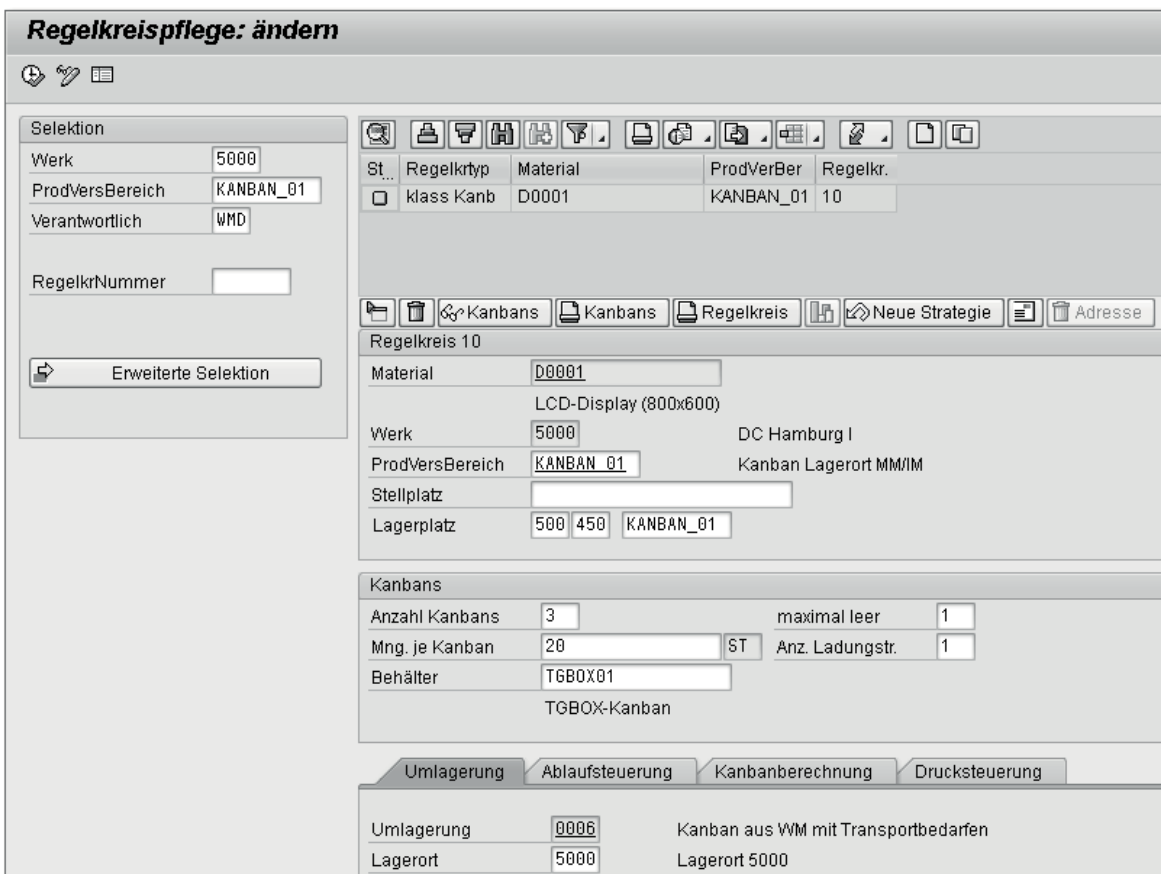 Regelkreispflege: ändern
Selektion
Werk 5000
ProdVersBereich KANBAN_01
Verantwortlich WMD
RegelkrNummer
Erweiterte Selektion
St... Regelkrtyp Material ProdVerBer Regelkr.
klass Kanb D0001 KANBAN_01 10
Kanbans Kanbans Regelkreis Neue Strategie Adresse
Regelkreis 10
Material D0001
LCD-Display (800x600)
Werk 5000 DC Hamburg I
ProdVersBereich KANBAN_01 Kanban Lagerort MM/IM
Stellplatz
Lagerplatz 500 450 KANBAN_01
Kanbans
Anzahl Kanbans 3 maximal leer 1
Mng. je Kanban 20 ST Anz. Ladungstr. 1
Behälter TGBOX01
TGBOX-Kanban
Umlagerung Ablaufsteuerung Kanbanberechnung Drucksteuerung
Umlagerung 0006 Kanban aus WM mit Transportbedarfen
Lagerort 5000 Lagerort 5000